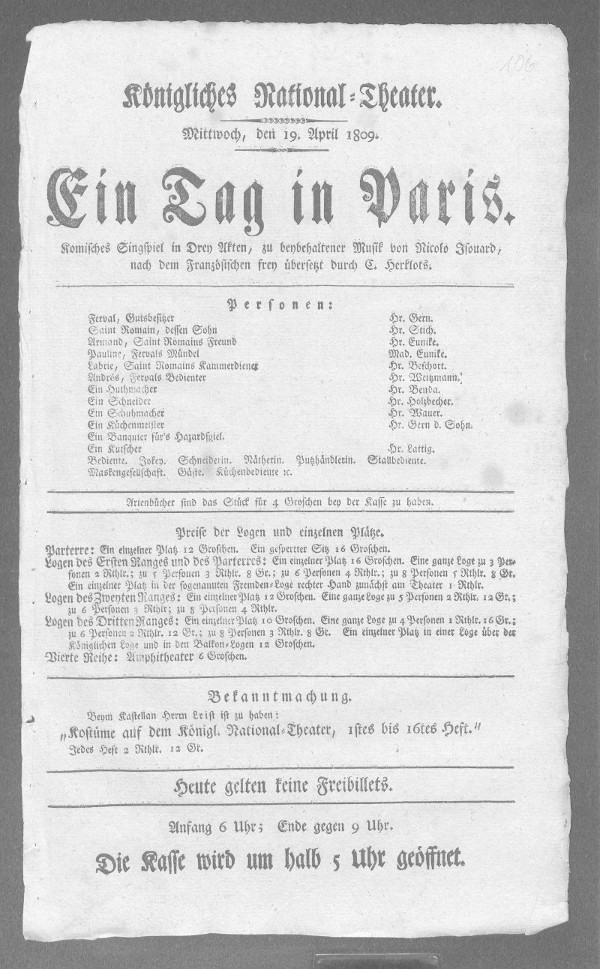 106
Königliches National-Theater.
Mittwoch, den 19. April 1809.
Ein Tag in Paris.
Komisches Singspiel in Drey Akten, zu beybehaltener Musik von Nicolo Isouard,
nach dem Französischen frey übersetzt durch C. Herklots.
Personen:
Ferval, Gutsbesitzer Hr. Gern.
Saint Romain, dessen Sohn Hr. Stich.
Armand, Saint Romains Freund Hr. Eunike.
Pauline, Fervals Mündel Mad. Eunike.
Labrie, Saint Romains Kammerdiener Hr. Beschort.
Andrés, Fervals Bedienter Hr. Weitzmann.
Ein Huthmacher Hr. Benda.
Ein Schneider Hr. Holzbecher.
Ein Schuhmacher Hr. Wauer.
Ein Küchenmeister Hr. Gern d. Sohn.
Ein Banquier für's Hazardspiel.
Ein Kutscher Hr. Lattig.
Bediente. Jokey. Schneiderin. Nätherin. Putzhändlerin. Stallbediente.
Maskengesellschaft. Gäste. Küchenbediente ꝛc.
Arienbücher sind das Stück für 4 Groschen bey der Kasse zu haben.
Preise der Logen und einzelnen Plätze.
Parterre: Ein einzelner Platz 12 Groschen. Ein gesperrter Sitz 16 Groschen.
Logen des Ersten Ranges und des Parterres: Ein einzelner Platz 16 Groschen. Eine ganze Loge zu 3 Per-
sonen 2 Rthlr.; zu 5 Personen 3 Rthlr. 8 Gr.; zu 6 Personen 4 Rthlr.; zu 8 Personen 5 Rthlr. 8 Gr.
Ein einzelner Platz in der sogenannten Fremden-Loge rechter Hand zunächst am Theater 1 Rthlr.
Logen des Zweyten Ranges: Ein einzelner Platz 12 Groschen. Eine ganze Loge zu 5 Personen 2 Rthlr. 12 Gr.;
zu 6 Personen 3 Rthlr.; zu 8 Personen 4 Rthlr.
Logen des Dritten Ranges: Ein einzelner Platz 10 Groschen. Eine ganze Loge zu 4 Personen 1 Rthlr. 16 Gr.;
zu 6 Personen 2 Rthlr. 12 Gr.; zu 8 Personen 3 Rthlr. 8 Gr. Ein einzelner Platz in einer Loge über der
Königlichen Loge und in den Balkon-Logen 12 Groschen.
Vierte Reihe: Amphitheater 6 Groschen.
Bekanntmachung.
Beym Kastellan Herrn Leist ist zu haben:
„Kostüme auf dem Königl. National-Theater, 1stes bis 16tes Heft."
Jedes Heft 2 Rthlr. 12 Gr.
Heute gelten keine Freibillets.
Anfang 6 Uhr; Ende gegen 9 Uhr.
Die Kasse wird um halb 5 Uhr geöffnet.